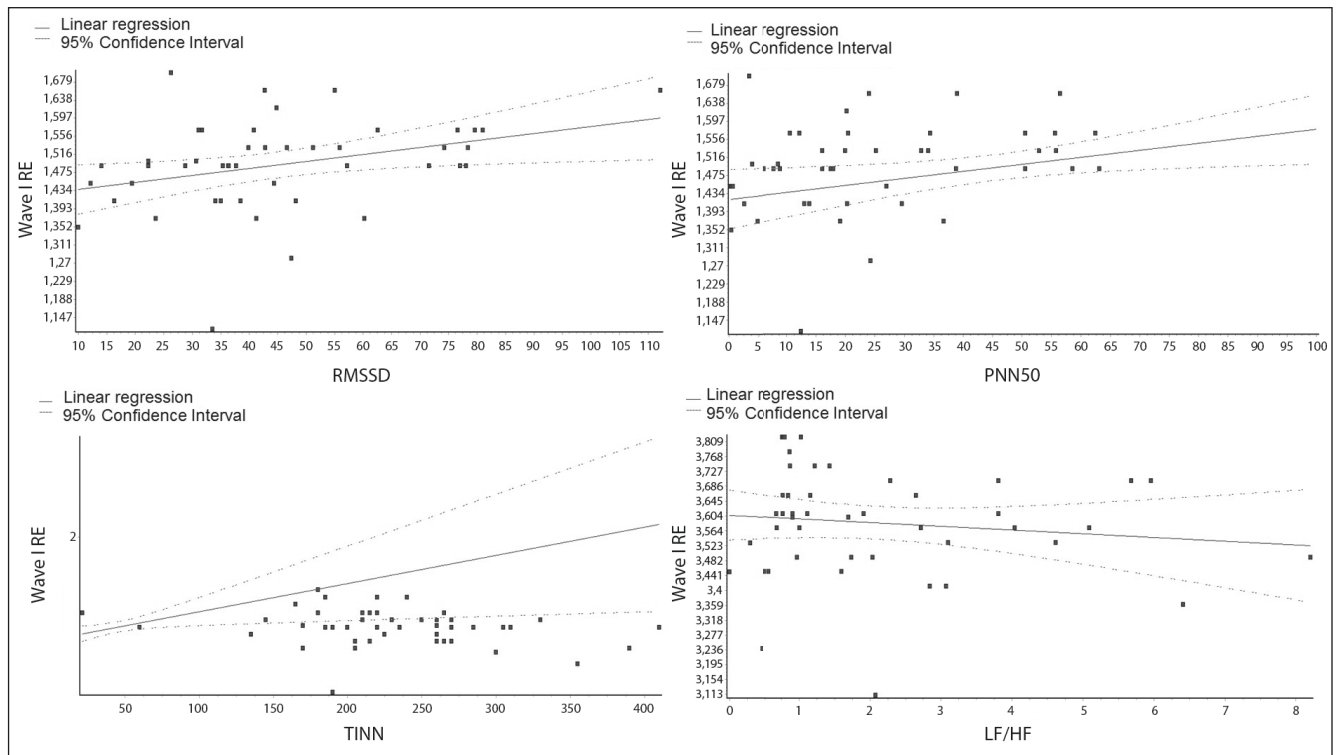 Linear regression
95% Confidence Interval
Wave I RE
1,679
1,638
1,597
1,556
1,516
1,475
1,434
1,393
1,352
1,311
1,27
1,229
1,188
1,147
10 15 20 25 30 35 40 45 50 55 60 65 70 75 80 85 90 95 100 105 110
RMSSD
Linear regression
95% Confidence Interval
Wave I RE
1,679
1,638
1,597
1,556
1,516
1,475
1,434
1,393
1,352
1,311
1,27
1,229
1,188
1,147
0 5 10 15 20 25 30 35 40 45 50 55 60 65 70 75 80 85 90 95 100
PNN50
Linear regression
95% Confidence Interval
Wave I RE
2
50 100 150 200 250 300 350 400
TINN
Linear regression
95% Confidence Interval
Wave I RE
3,809
3,768
3,727
3,686
3,645
3,604
3,564
3,523
3,482
3,441
3,4
3,359
3,318
3,277
3,236
3,195
3,154
3,113
0 1 2 3 4 5 6 7 8
LF/HF